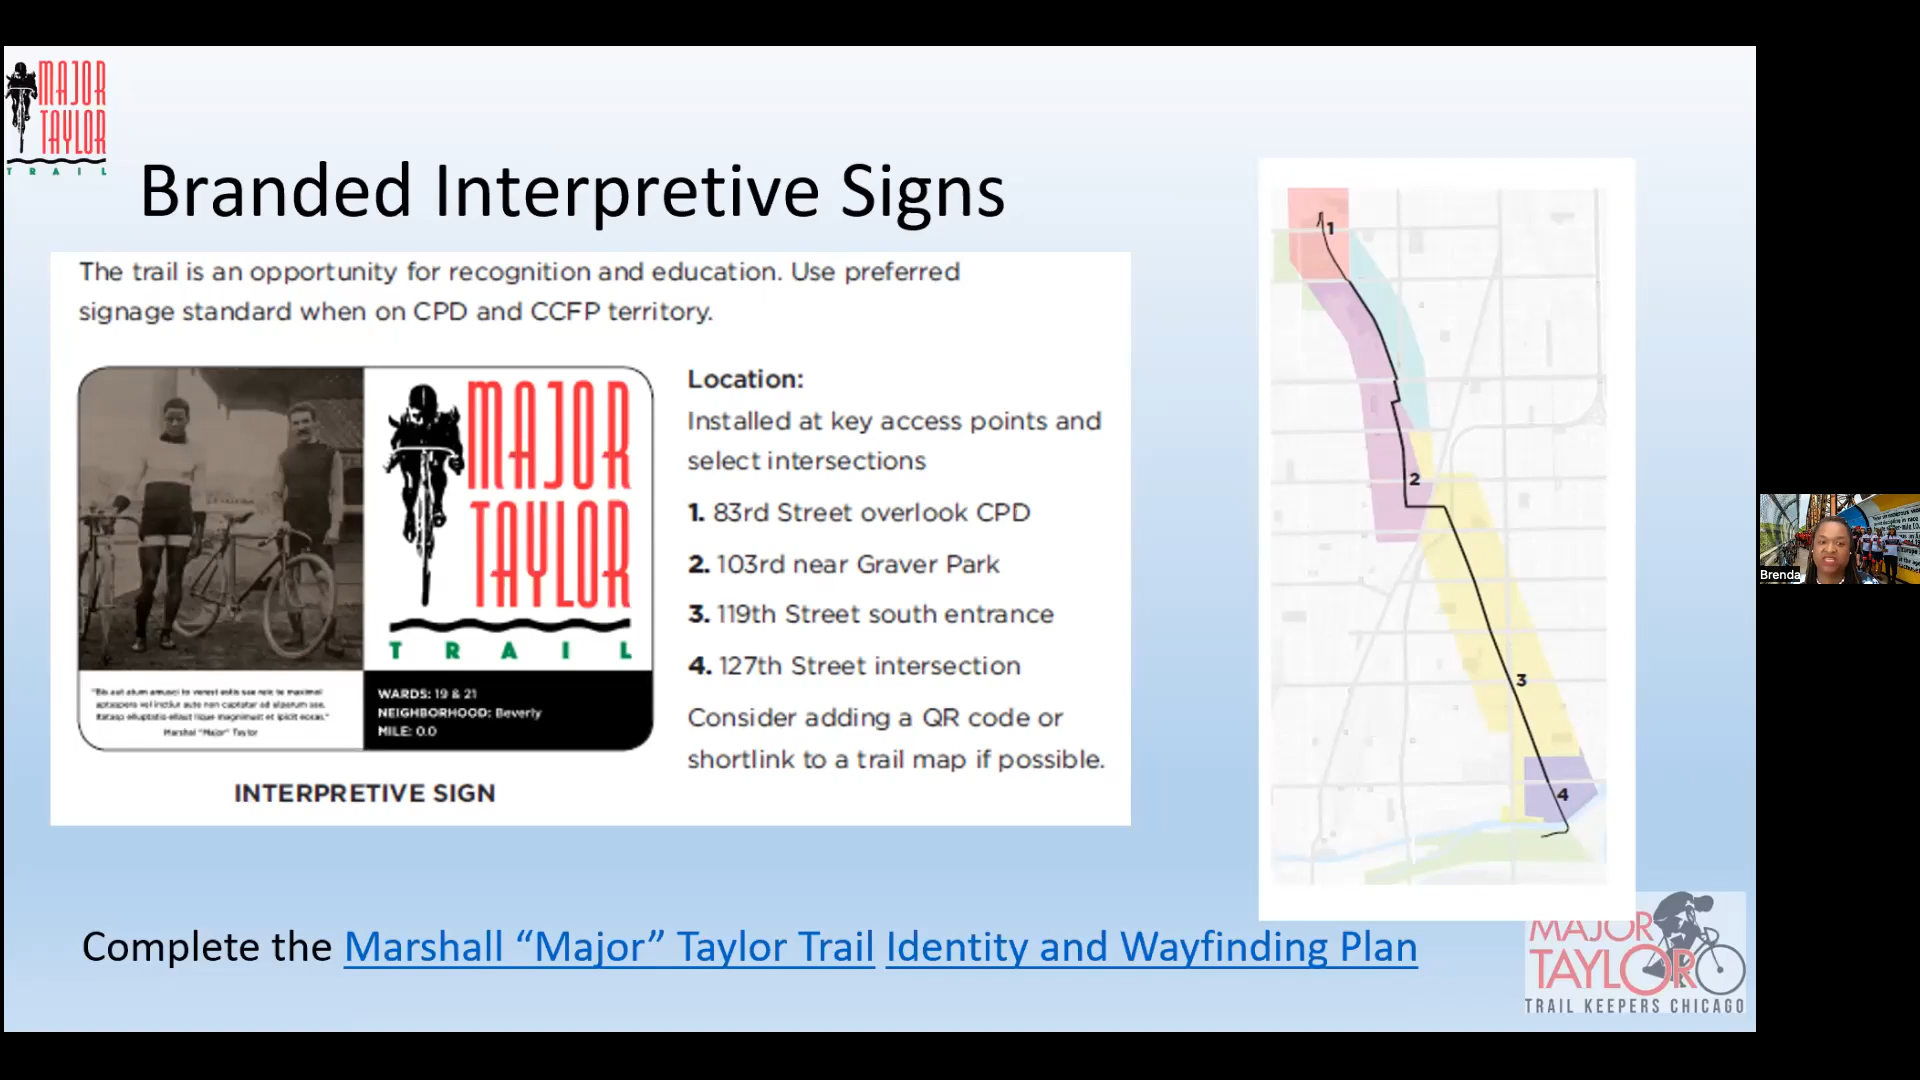 MAJOR
TAYLOR
TRAIL
Branded Interpretive Signs
The trail is an opportunity for recognition and education. Use preferred
signage standard when on CPD and CCFP territory.
MAJOR
TAYLOR
TRAIL
Marshal "Major" Taylor
WARDS: 19 & 21
NEIGHBORHOOD: Beverly
MILE: 0.0
INTERPRETIVE SIGN
Location:
Installed at key access points and
select intersections
1. 83rd Street overlook CPD
2. 103rd near Graver Park
3. 119th Street south entrance
4. 127th Street intersection
Consider adding a QR code or
shortlink to a trail map if possible.
1
2
3
4
Complete the Marshall “Major” Taylor Trail Identity and Wayfinding Plan
MAJOR
TAYLOR
TRAIL KEEPERS CHICAGO
Brenda